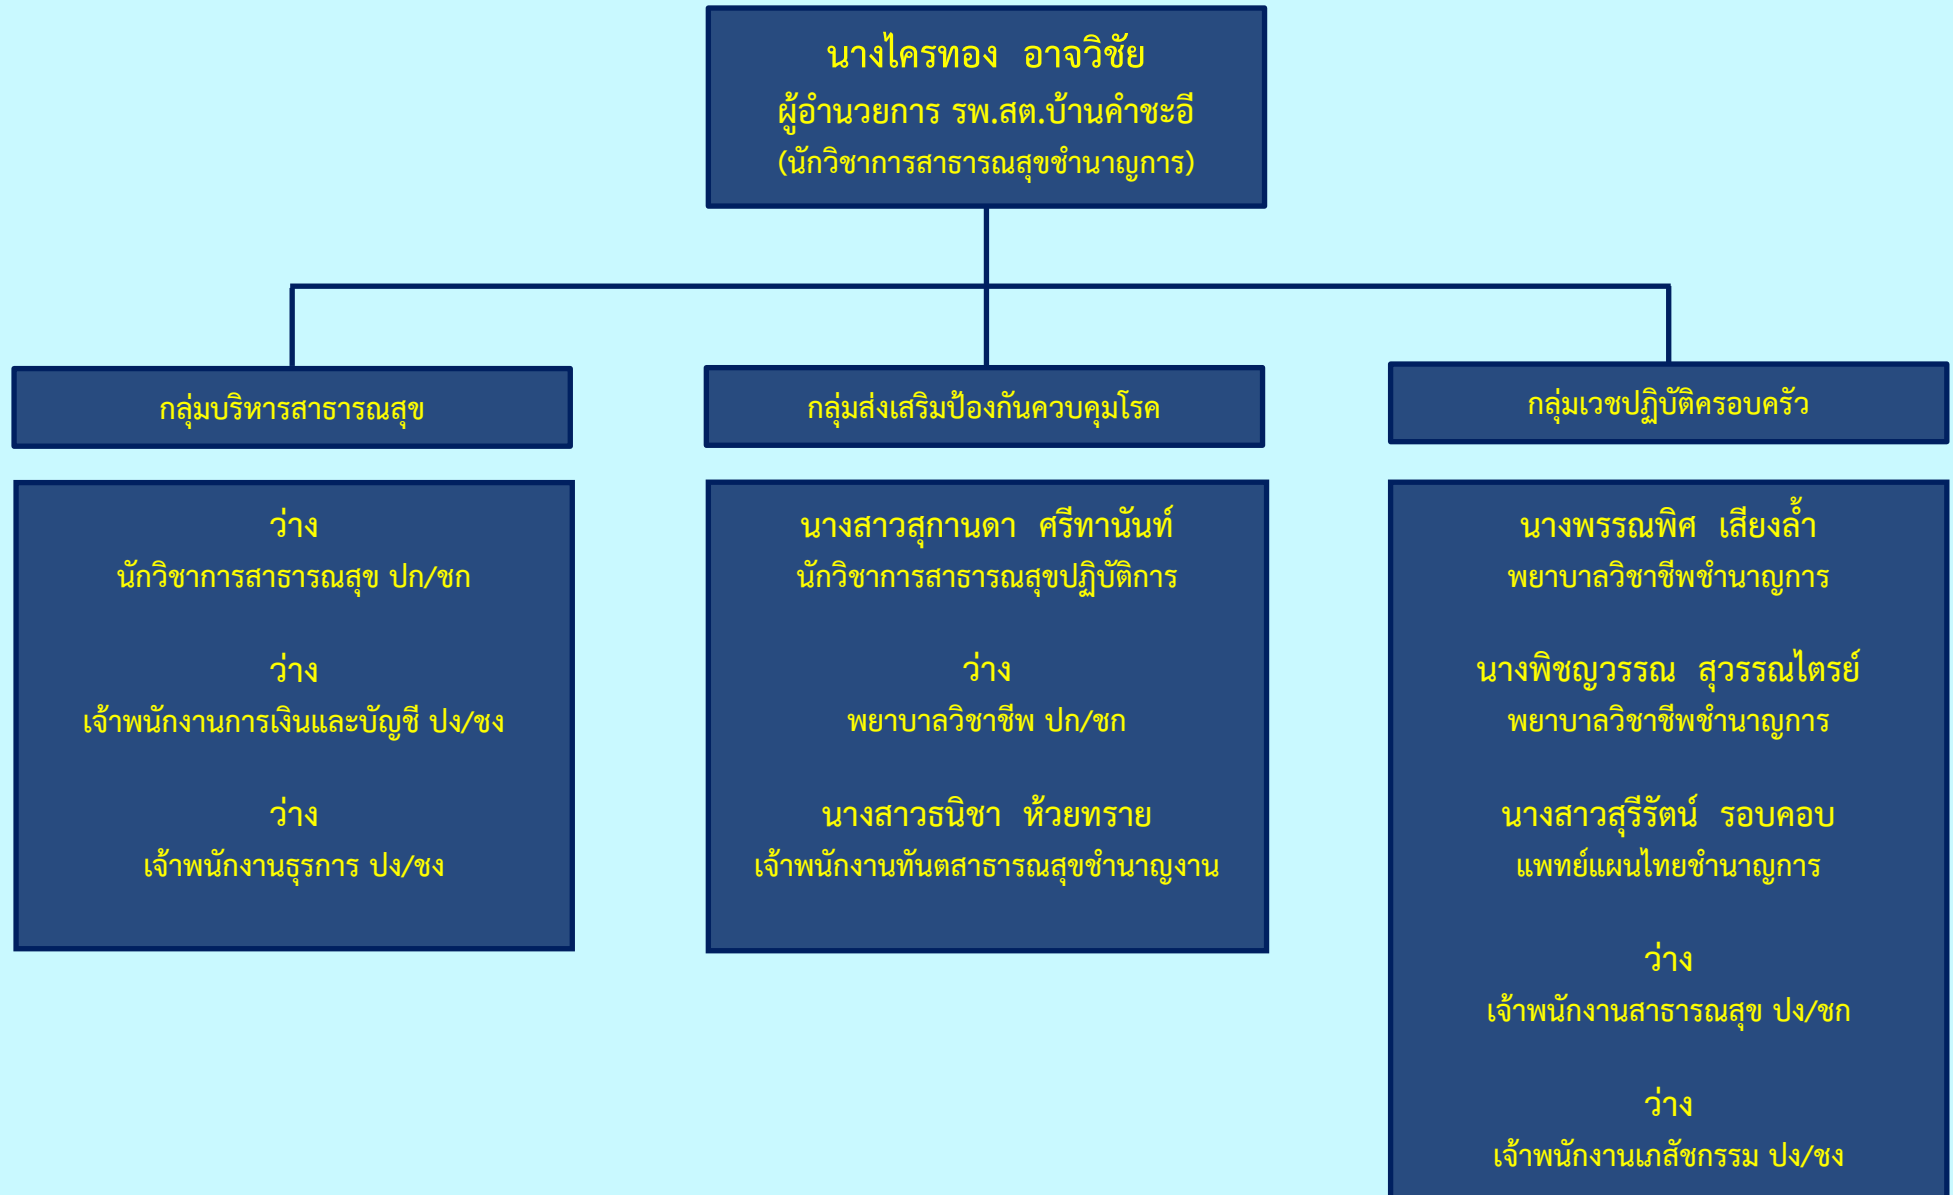 นางไครทอง อาจวิชัย
ผู้อำนวยการ รพ.สต.บ้านคำชะอี
(นักวิชาการสาธารณสุขชำนาญการ)
กลุ่มบริหารสาธารณสุข
ว่าง
นักวิชาการสาธารณสุข ปก/ชก
ว่าง
เจ้าพนักงานการเงินและบัญชี ปง/ชง
ว่าง
เจ้าพนักงานธุรการ ปง/ชง
กลุ่มส่งเสริมป้องกันควบคุมโรค
นางสาวสุกานดา ศรีทานันท์
นักวิชาการสาธารณสุขปฏิบัติการ
ว่าง
พยาบาลวิชาชีพ ปก/ชก
นางสาวธนิชา ห้วยทราย
เจ้าพนักงานทันตสาธารณสุขชำนาญงาน
กลุ่มเวชปฏิบัติครอบครัว
นางพรรณพิศ เสียงล้ำ
พยาบาลวิชาชีพชำนาญการ
นางพิชญวรรณ สุวรรณไตรย์
พยาบาลวิชาชีพชำนาญการ
นางสาวสุรีรัตน์ รอบคอบ
แพทย์แผนไทยชำนาญการ
ว่าง
เจ้าพนักงานสาธารณสุข ปง/ชก
ว่าง
เจ้าพนักงานเภสัชกรรม ปง/ชง